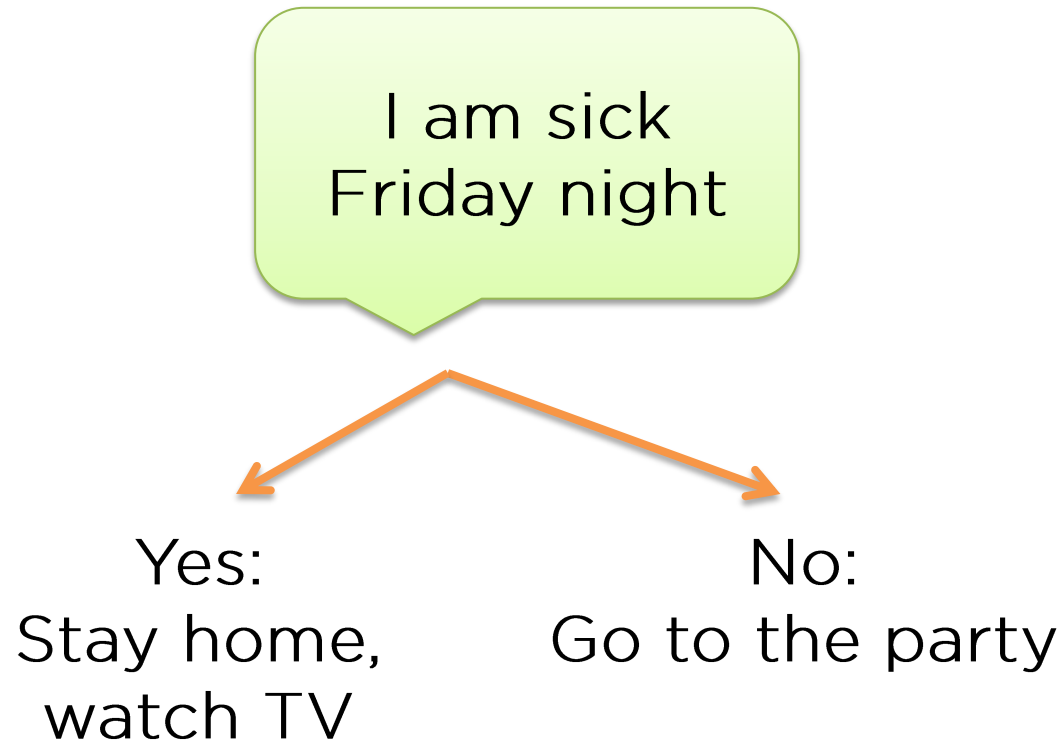 I am sick
Friday night
Yes:
Stay home,
watch TV
No:
Go to the party